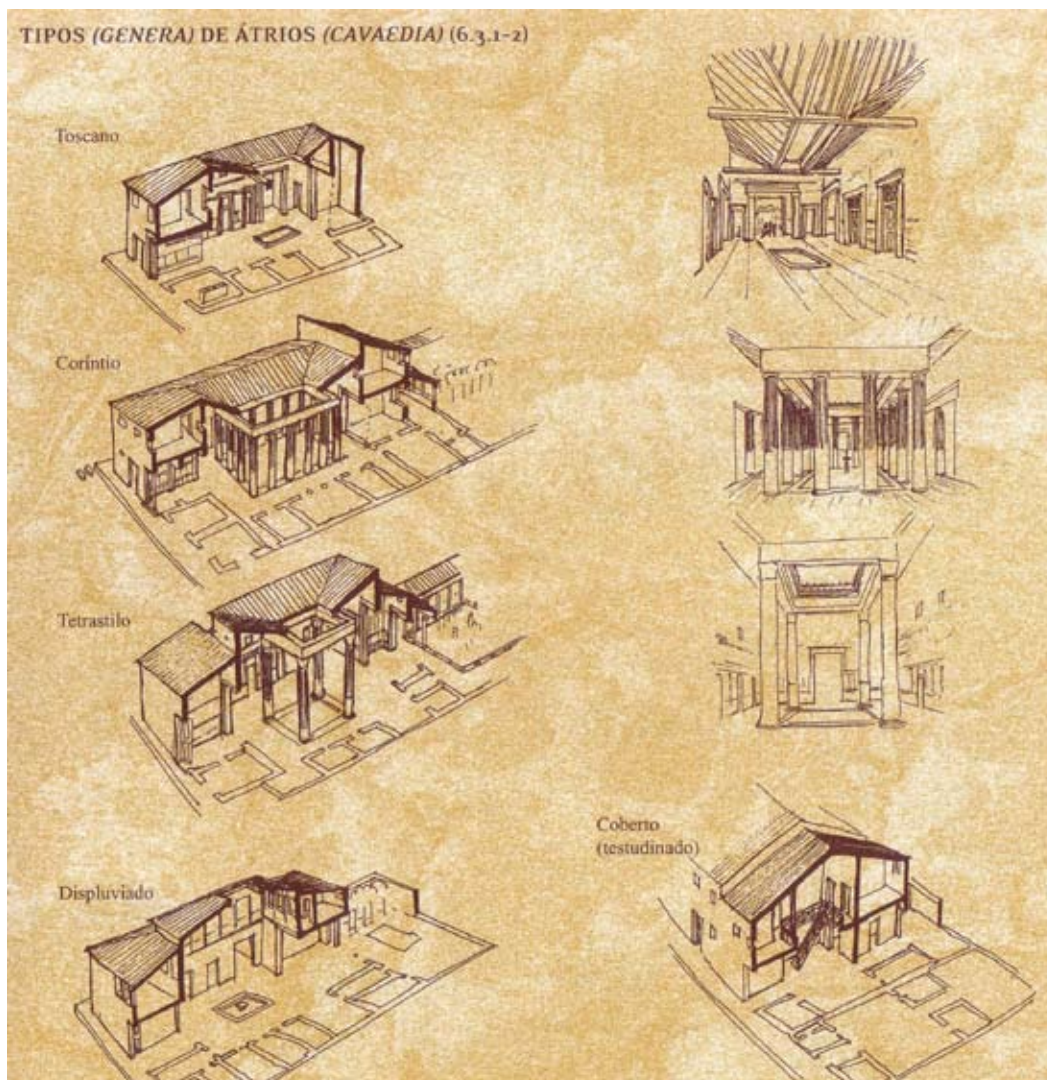 TIPOS (GENERA) DE ÁTRIOS (CAVAEDIA) (6.3.1-2)
Toscano
Coríntio
Tetrastilo
Displuviado
Coberto
(testudinado)